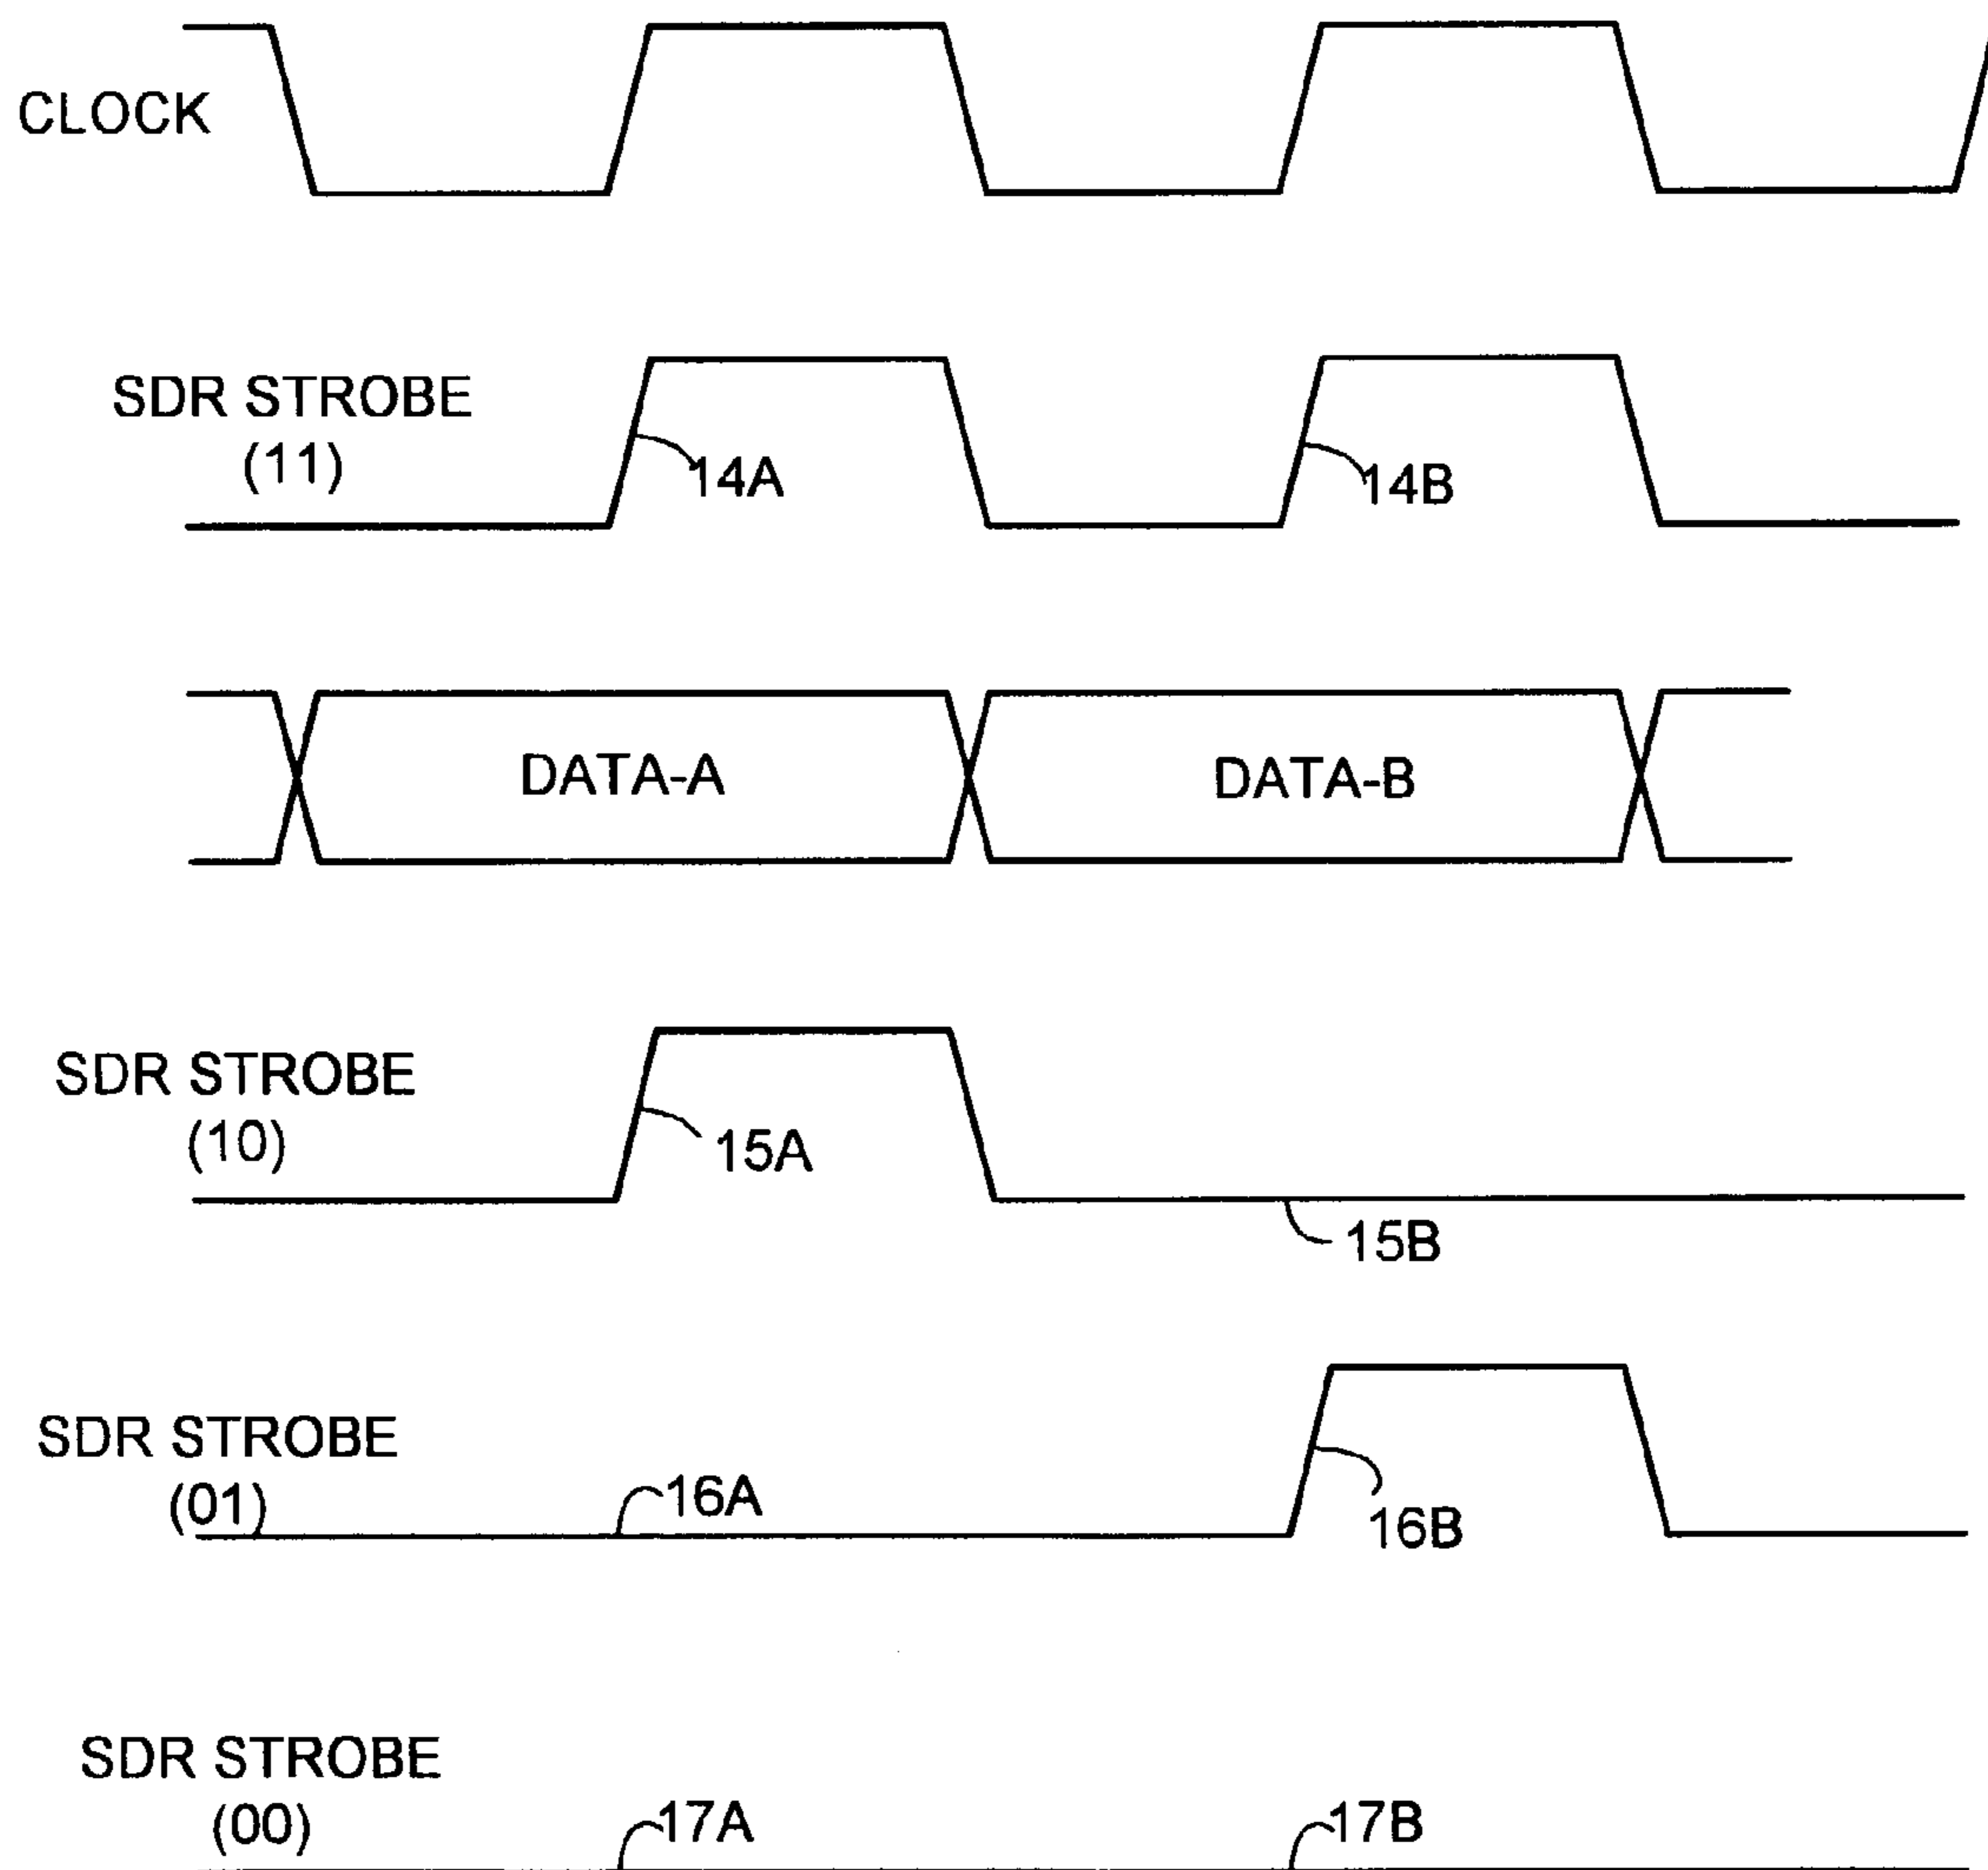 CLOCK
SDR STROBE
(11)
14A
14B
DATA-A
DATA-B
SDR STROBE
(10)
15A
15B
SDR STROBE
(01)
16A
16B
SDR STROBE
(00)
17A
17B